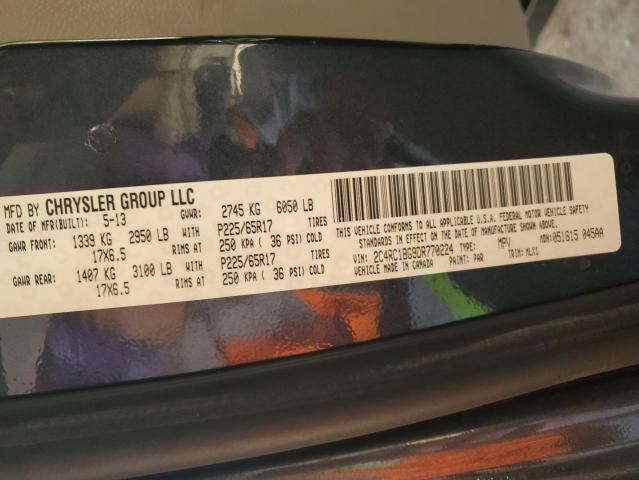 MFD BY CHRYSLER GROUP LLC
DATE OF MFR(BUILT): 5-13 GVWR: 2745 KG 6050 LB
GAWR FRONT: 1339 KG 2950 LB P225/65R17 TIRES
17X6.5 RIMS AT 250 KPA ( 36 PSI) COLD
GAWR REAR: 1407 KG 3100 LB P225/65R17 TIRES
17X6.5 RIMS AT 250 KPA ( 36 PSI) COLD
THIS VEHICLE CONFORMS TO ALL APPLICABLE U.S.A. FEDERAL MOTOR VEHICLE SAFETY
STANDARDS IN EFFECT ON THE DATE OF MANUFACTURE SHOWN ABOVE.
VIN: 2C4RC1BG9DR770224 TYPE: MPV MDH: 051615 045AA
VEHICLE MADE IN CANADA PAINT: PAR TRIM: MLX1